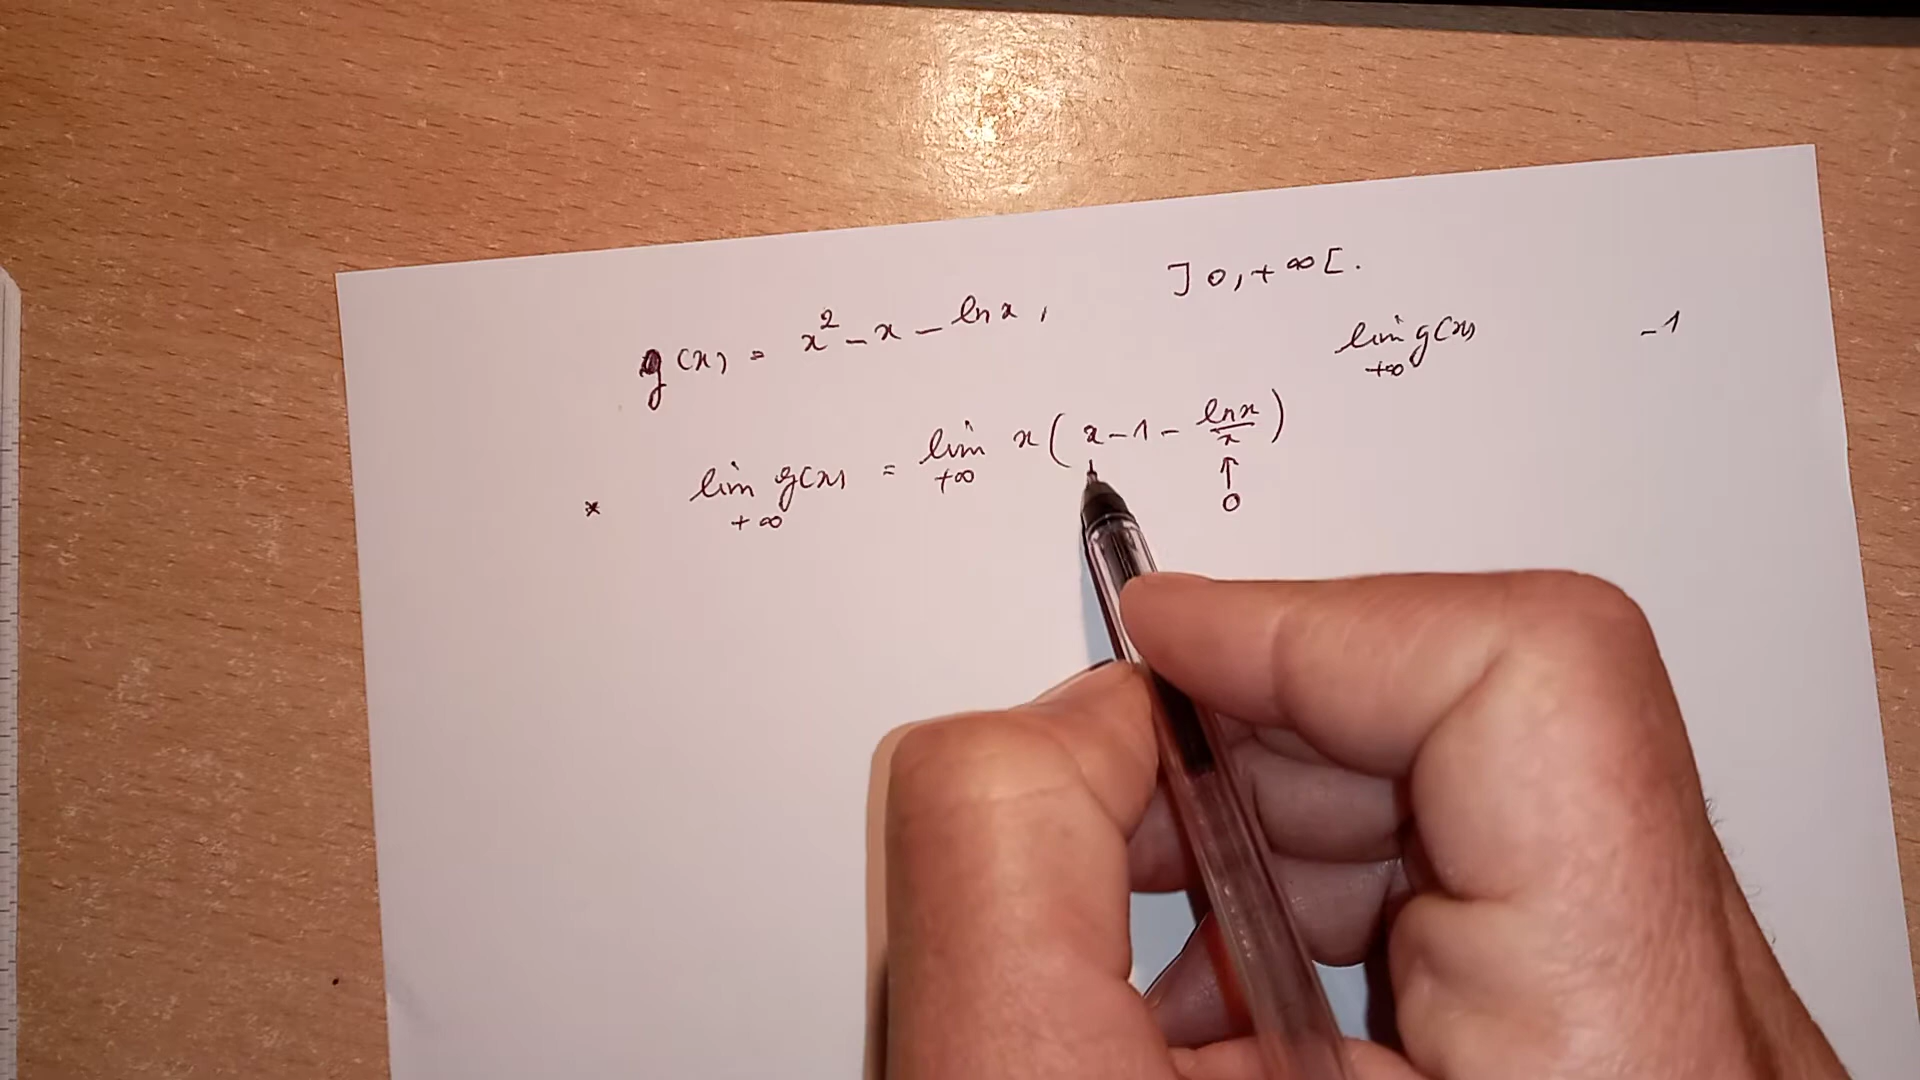 g(x) = x² - x - ln x , ]0, +∞[.
lim g(x) -1
+∞
* lim g(x) = lim x ( x - 1 - ln x / x )
+∞ +∞ ↑
0